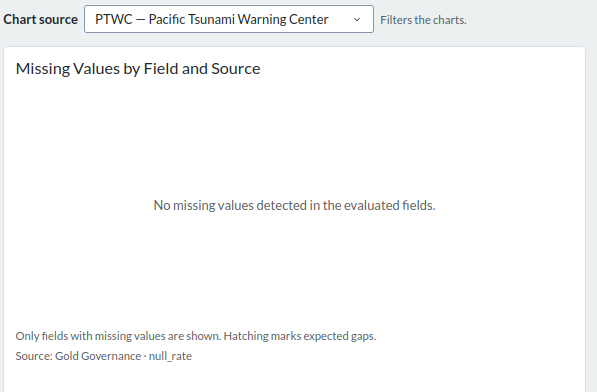 Chart source PTWC — Pacific Tsunami Warning Center Filters the charts.
Missing Values by Field and Source
No missing values detected in the evaluated fields.
Only fields with missing values are shown. Hatching marks expected gaps.
Source: Gold Governance · null_rate